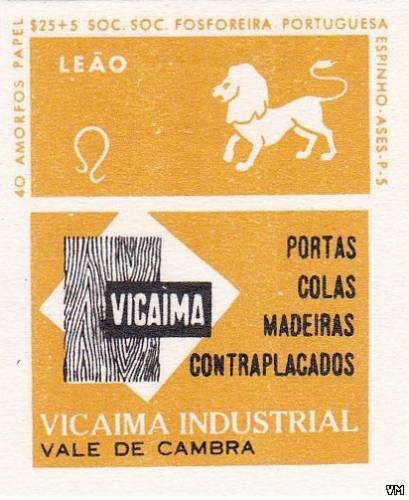 $25+5 SOC. SOC. FOSFOREIRA PORTUGUESA
40 AMORFOS PAPEL
ESPINHO-ASES-P-5
LEÃO
VICAIMA
PORTAS
COLAS
MADEIRAS
CONTRAPLACADOS
VICAIMA INDUSTRIAL
VALE DE CAMBRA
VM